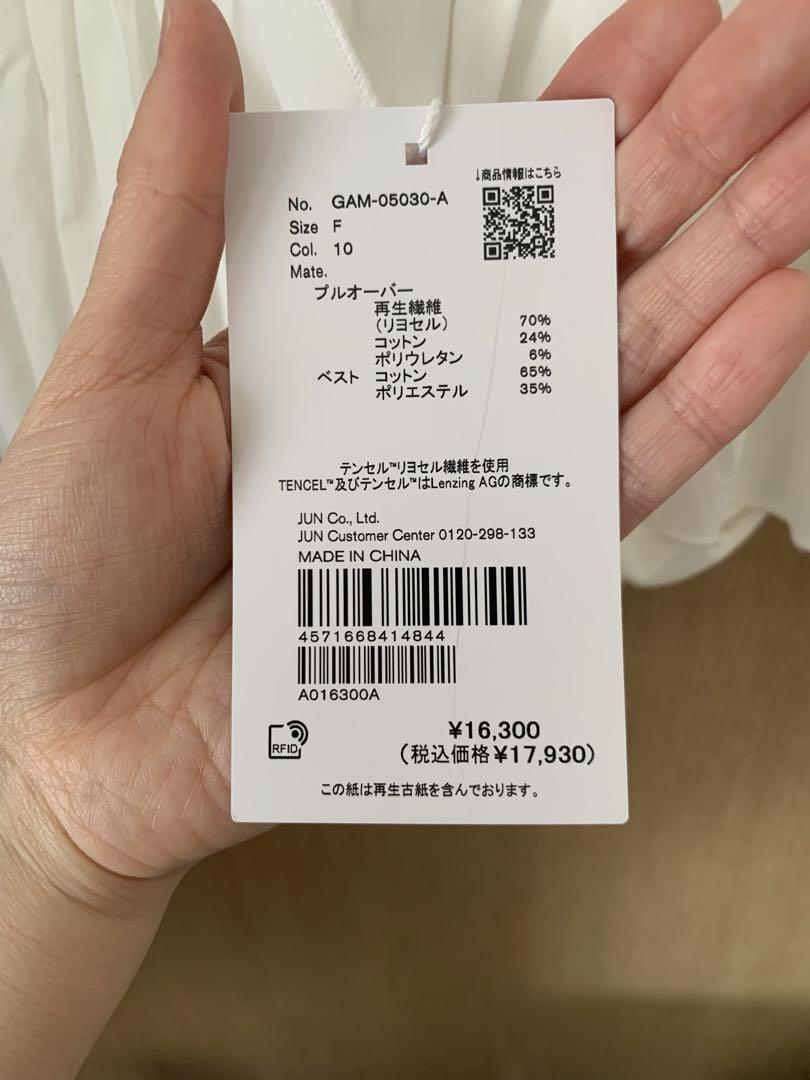 ↓商品情報はこちら
No. GAM-05030-A
Size F
Col. 10
Mate.
プルオーバー
再生繊維
(リヨセル) 70%
コットン 24%
ポリウレタン 6%
ベスト コットン 65%
ポリエステル 35%
テンセル™リヨセル繊維を使用
TENCEL™及びテンセル™はLenzing AGの商標です。
JUN Co., Ltd.
JUN Customer Center 0120-298-133
MADE IN CHINA
4571668414844
A016300A
RFID
¥16,300
(税込価格¥17,930)
この紙は再生古紙を含んでおります。